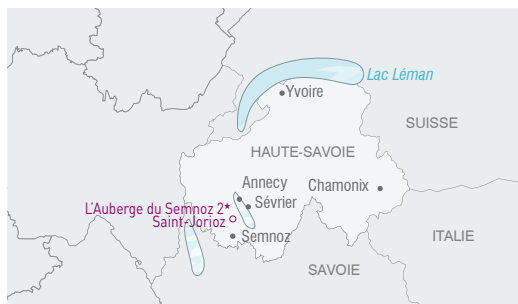 Lac Léman
Yvoire
SUISSE
HAUTE-SAVOIE
Annecy
Chamonix
Sévrier
L'Auberge du Semnoz 2★
Saint-Jorioz
Semnoz
ITALIE
SAVOIE